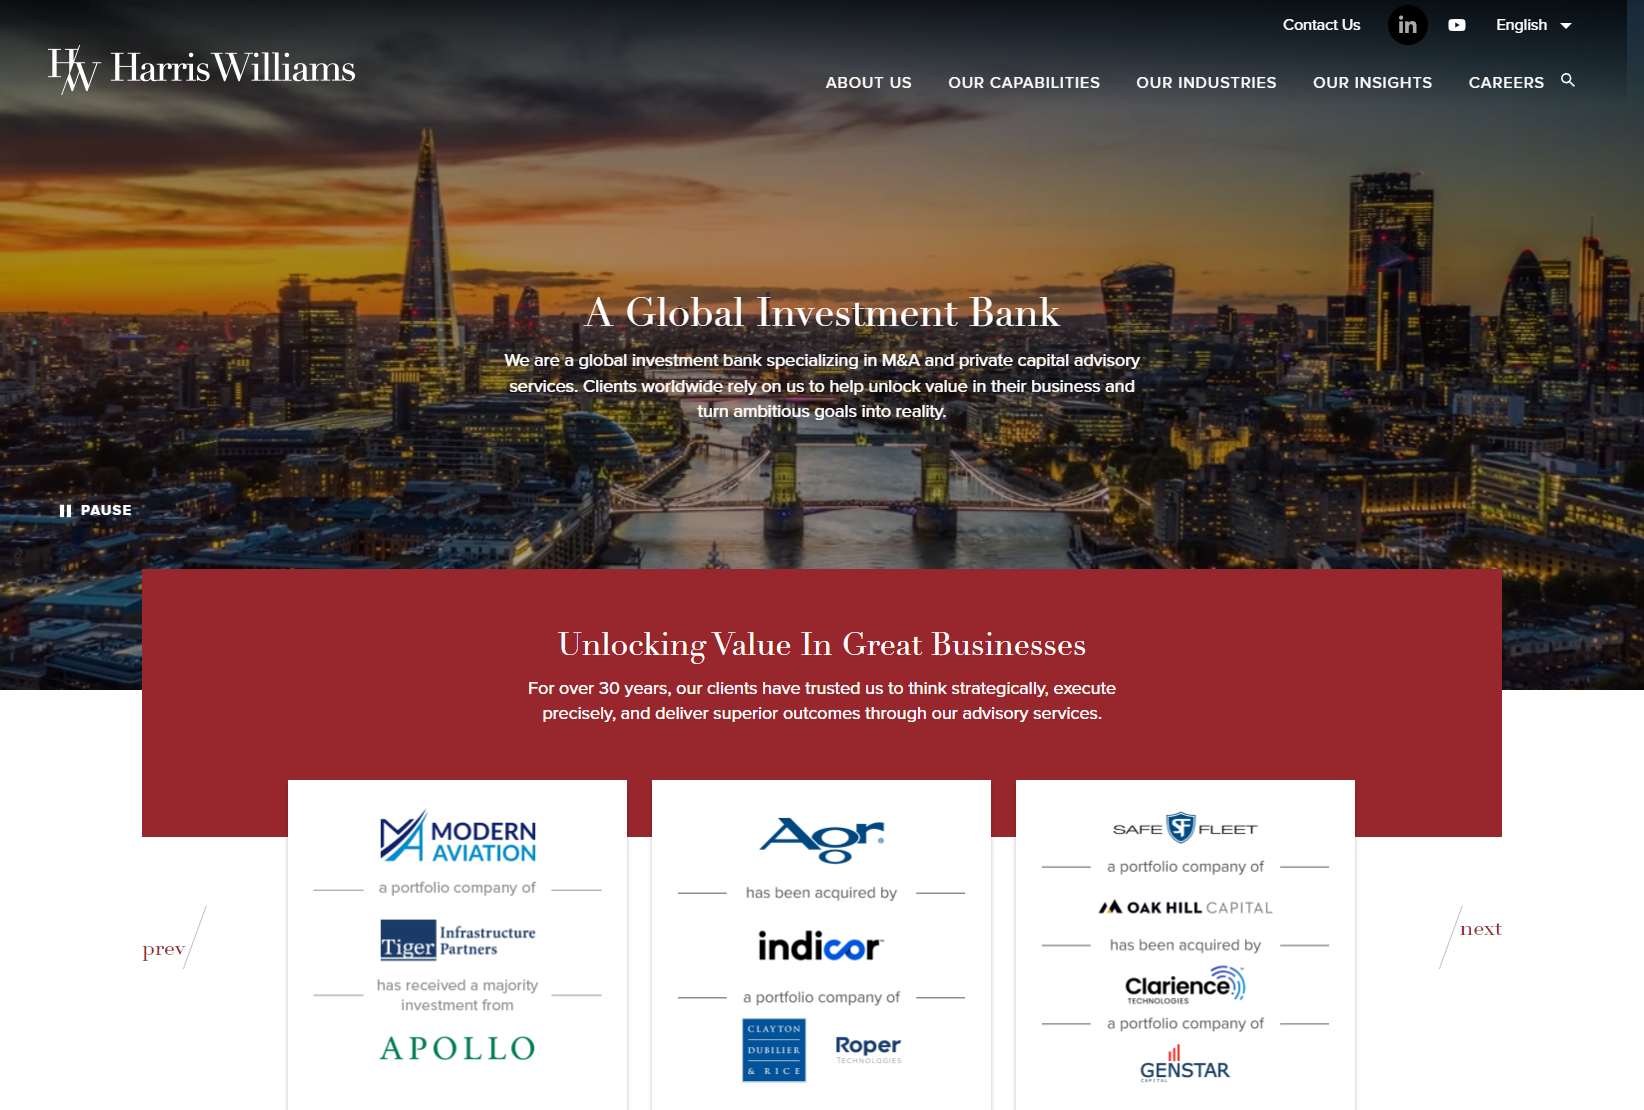 Contact Us
in
English
HW Harris Williams
ABOUT US
OUR CAPABILITIES
OUR INDUSTRIES
OUR INSIGHTS
CAREERS
A Global Investment Bank
We are a global investment bank specializing in M&A and private capital advisory
services. Clients worldwide rely on us to help unlock value in their business and
turn ambitious goals into reality.
PAUSE
Unlocking Value In Great Businesses
For over 30 years, our clients have trusted us to think strategically, execute
precisely, and deliver superior outcomes through our advisory services.
prev
MA MODERN
AVIATION
a portfolio company of
Tiger Infrastructure
Partners
has received a majority
investment from
APOLLO
Agr®
has been acquired by
indicor™
a portfolio company of
CLAYTON
DUBILIER
& RICE
Roper
TECHNOLOGIES
SAFE SF FLEET
a portfolio company of
OAK HILL CAPITAL
has been acquired by
Clarience
TECHNOLOGIES
a portfolio company of
GENSTAR
CAPITAL
next